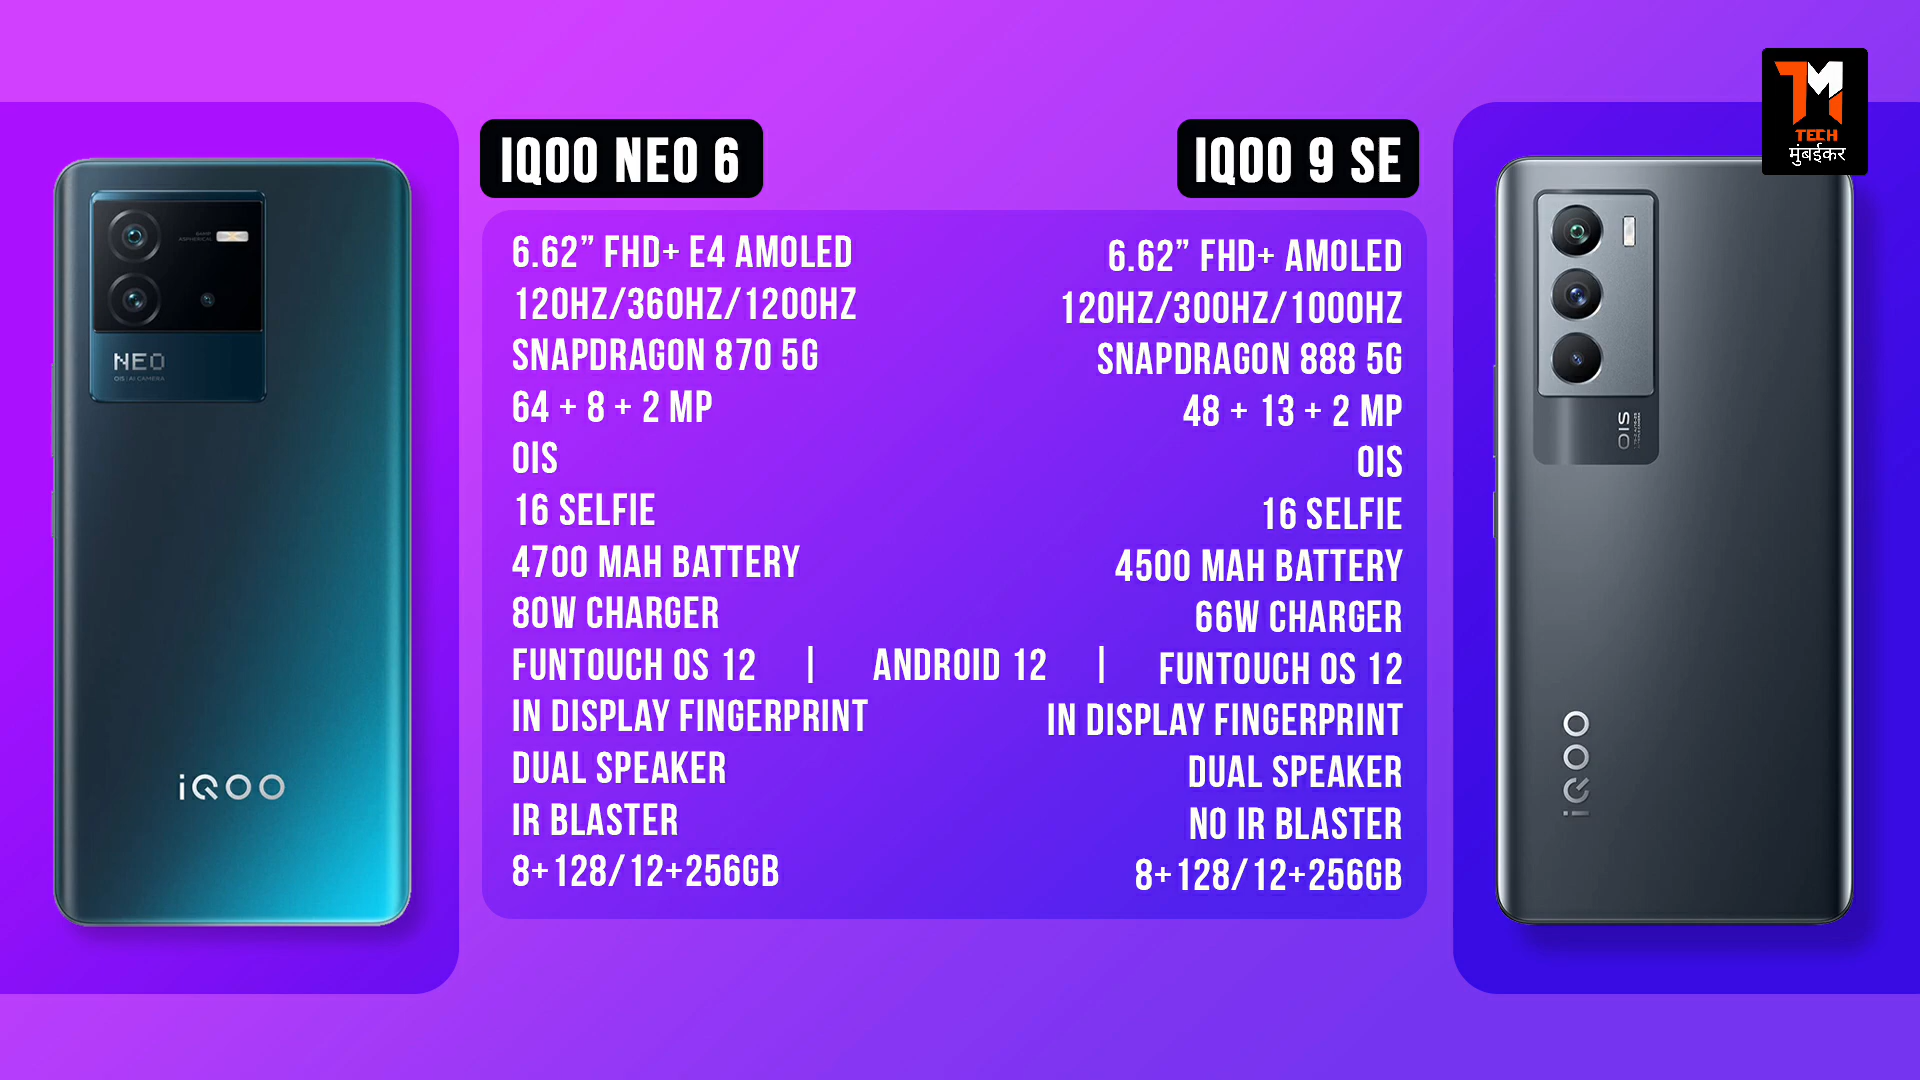 TM
TECH
मुंबईकर
IQOO NEO 6
IQOO 9 SE
6.62” FHD+ E4 AMOLED
120HZ/360HZ/1200HZ
SNAPDRAGON 870 5G
64 + 8 + 2 MP
OIS
16 SELFIE
4700 MAH BATTERY
80W CHARGER
FUNTOUCH OS 12 | ANDROID 12 |
IN DISPLAY FINGERPRINT
DUAL SPEAKER
IR BLASTER
8+128/12+256GB
6.62” FHD+ AMOLED
120HZ/300HZ/1000HZ
SNAPDRAGON 888 5G
48 + 13 + 2 MP
OIS
16 SELFIE
4500 MAH BATTERY
66W CHARGER
FUNTOUCH OS 12
IN DISPLAY FINGERPRINT
DUAL SPEAKER
NO IR BLASTER
8+128/12+256GB
NEO
OIS | AI CAMERA
iQOO
OIS
iQOO